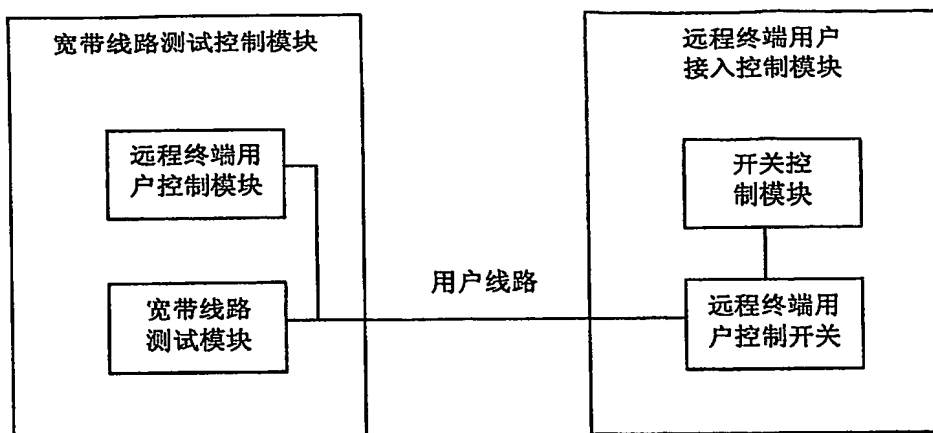 宽带线路测试控制模块
远程终端用
户控制模块
宽带线路
测试模块
用户线路
远程终端用户
接入控制模块
开关控
制模块
远程终端用
户控制开关